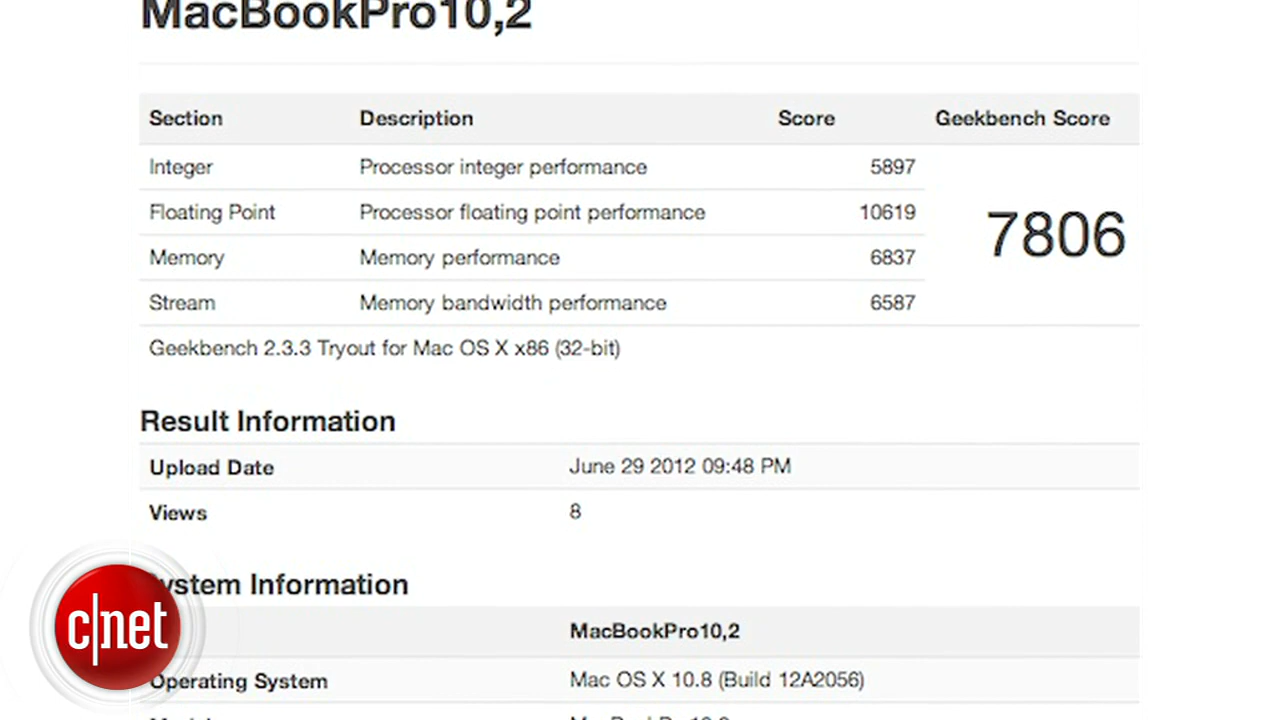 MacBookPro10,2
Section Description Score Geekbench Score
Integer Processor integer performance 5897
Floating Point Processor floating point performance 10619
7806
Memory Memory performance 6837
Stream Memory bandwidth performance 6587
Geekbench 2.3.3 Tryout for Mac OS X x86 (32-bit)
Result Information
Upload Date June 29 2012 09:48 PM
Views 8
System Information
MacBookPro10,2
Operating System Mac OS X 10.8 (Build 12A2056)
c|net